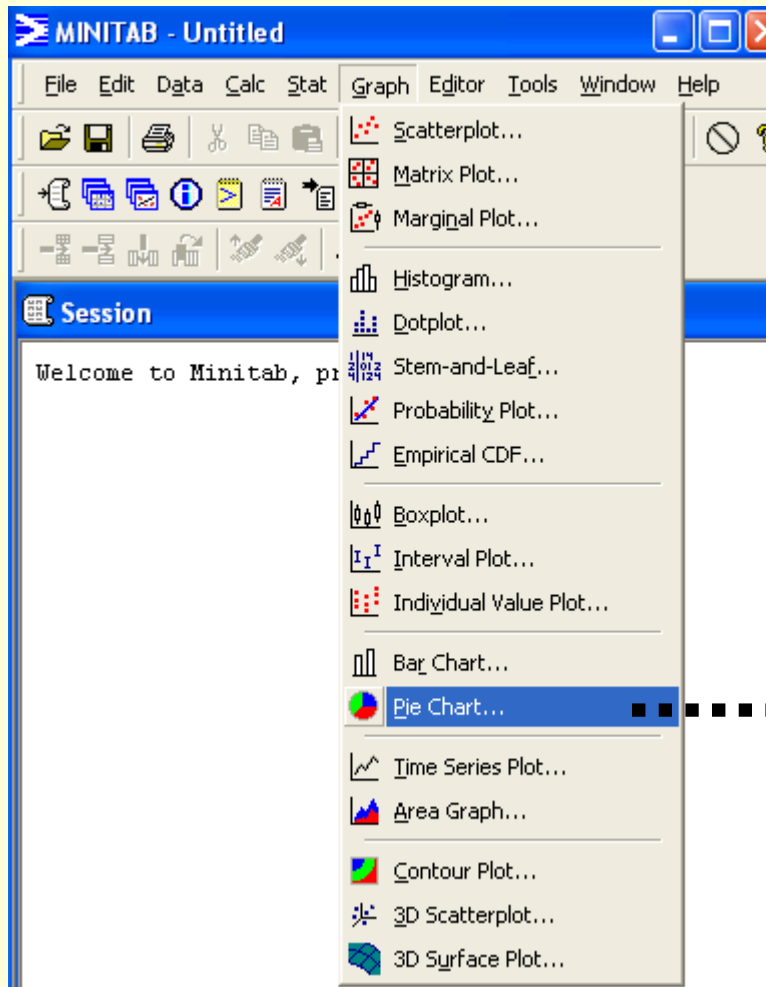 MINITAB - Untitled
File Edit Data Calc Stat Graph Editor Tools Window Help
Session
Welcome to Minitab, pr
Scatterplot...
Matrix Plot...
Marginal Plot...
Histogram...
Dotplot...
Stem-and-Leaf...
Probability Plot...
Empirical CDF...
Boxplot...
Interval Plot...
Individual Value Plot...
Bar Chart...
Pie Chart...
Time Series Plot...
Area Graph...
Contour Plot...
3D Scatterplot...
3D Surface Plot...